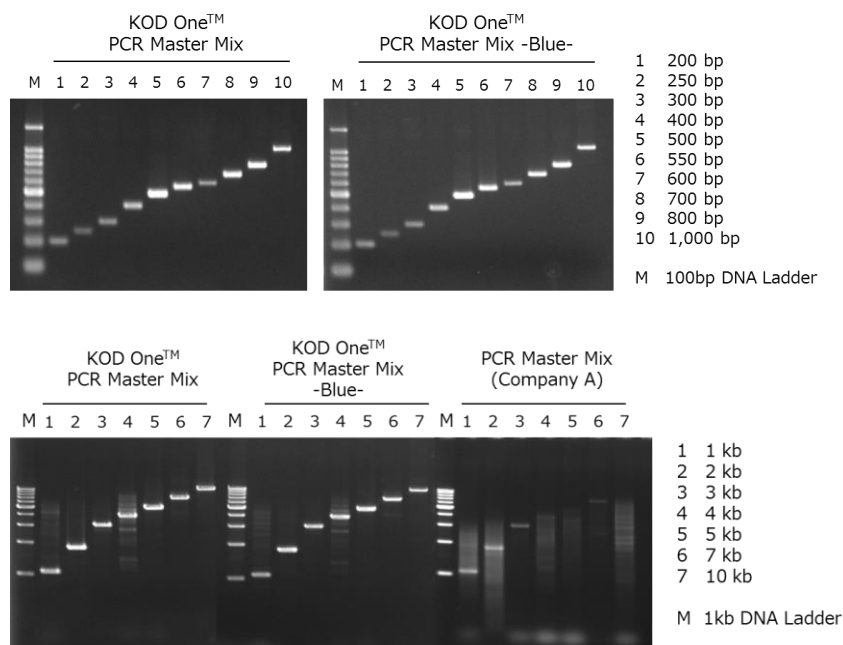 KOD One™
PCR Master Mix
KOD One™
PCR Master Mix -Blue-
M 1 2 3 4 5 6 7 8 9 10
M 1 2 3 4 5 6 7 8 9 10
1 200 bp
2 250 bp
3 300 bp
4 400 bp
5 500 bp
6 550 bp
7 600 bp
8 700 bp
9 800 bp
10 1,000 bp
M 100bp DNA Ladder
KOD One™
PCR Master Mix
KOD One™
PCR Master Mix
-Blue-
PCR Master Mix
(Company A)
M 1 2 3 4 5 6 7 M 1 2 3 4 5 6 7 M 1 2 3 4 5 6 7
1 1 kb
2 2 kb
3 3 kb
4 4 kb
5 5 kb
6 7 kb
7 10 kb
M 1kb DNA Ladder